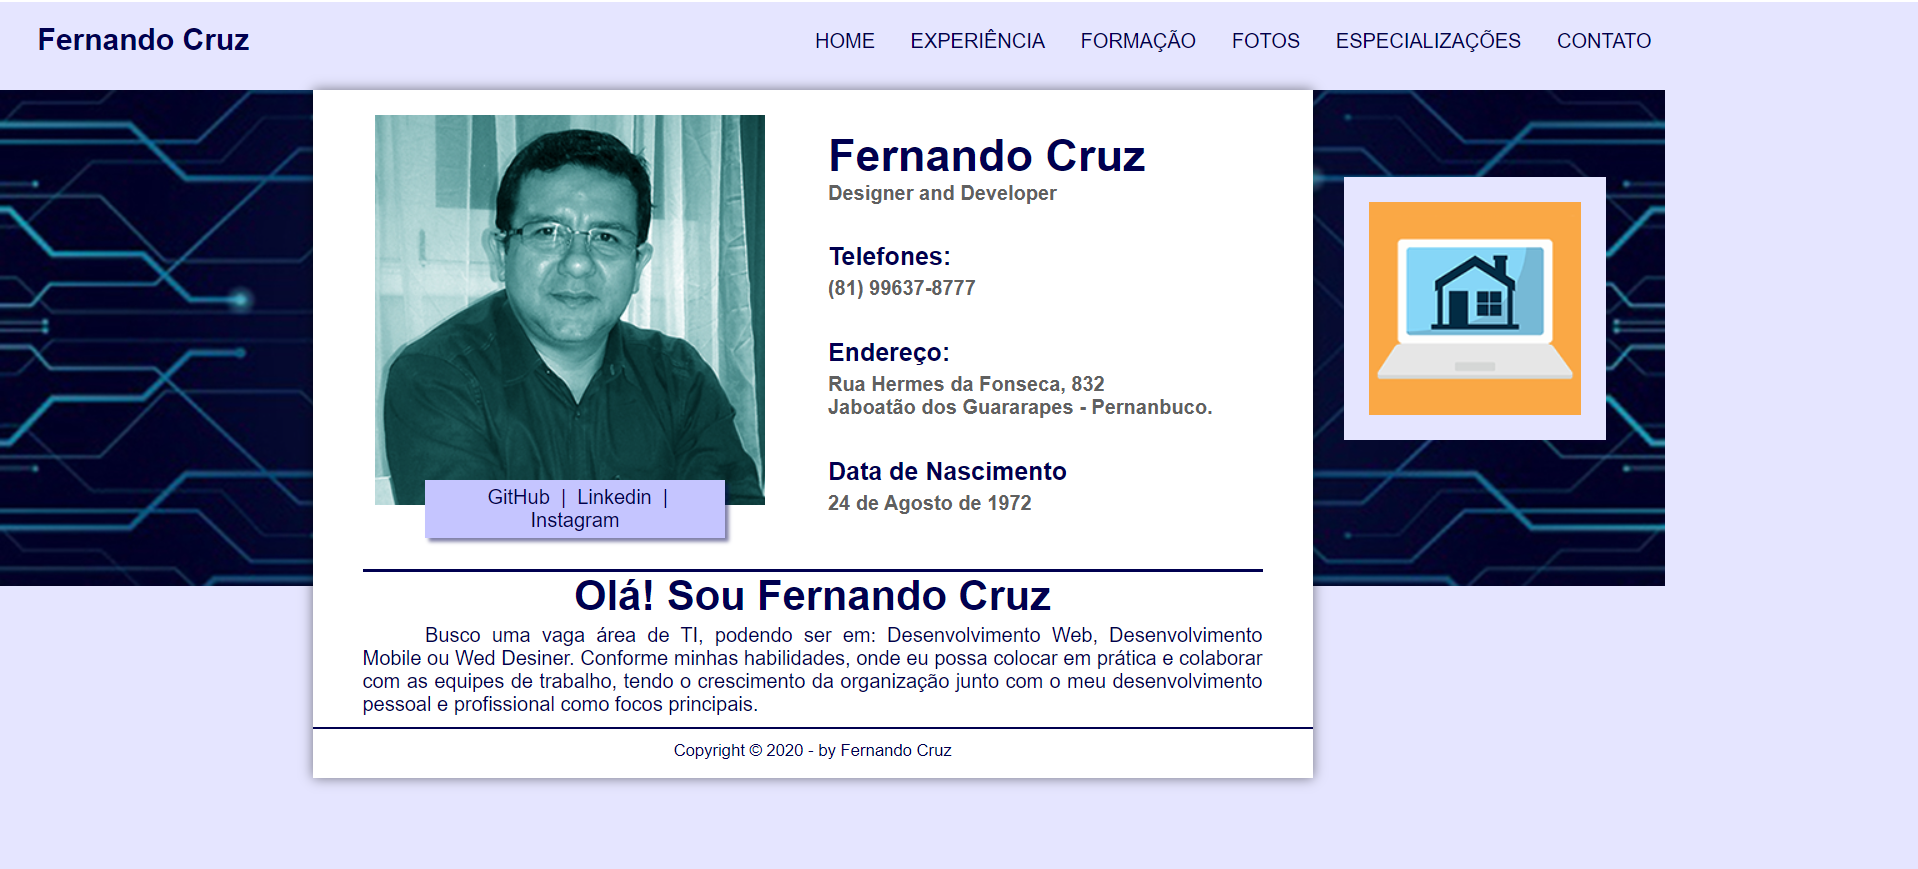 Fernando Cruz
HOME EXPERIÊNCIA FORMAÇÃO FOTOS ESPECIALIZAÇÕES CONTATO
Fernando Cruz
Designer and Developer
Telefones:
(81) 99637-8777
Endereço:
Rua Hermes da Fonseca, 832
Jaboatão dos Guararapes - Pernanbuco.
Data de Nascimento
24 de Agosto de 1972
GitHub | Linkedin |
Instagram
Olá! Sou Fernando Cruz
Busco uma vaga área de TI, podendo ser em: Desenvolvimento Web, Desenvolvimento
Mobile ou Wed Desiner. Conforme minhas habilidades, onde eu possa colocar em prática e colaborar
com as equipes de trabalho, tendo o crescimento da organização junto com o meu desenvolvimento
pessoal e profissional como focos principais.
Copyright © 2020 - by Fernando Cruz